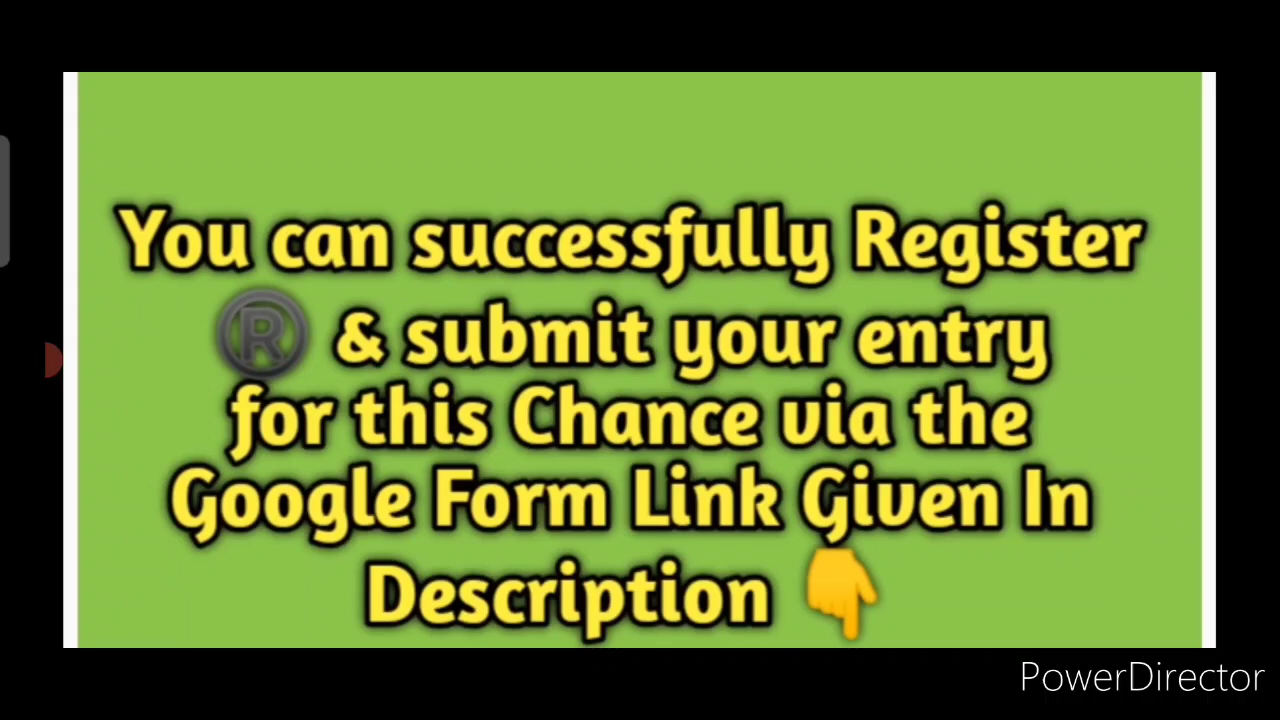 You can successfully Register
® & submit your entry
for this Chance via the
Google Form Link Given In
Description 👇
PowerDirector